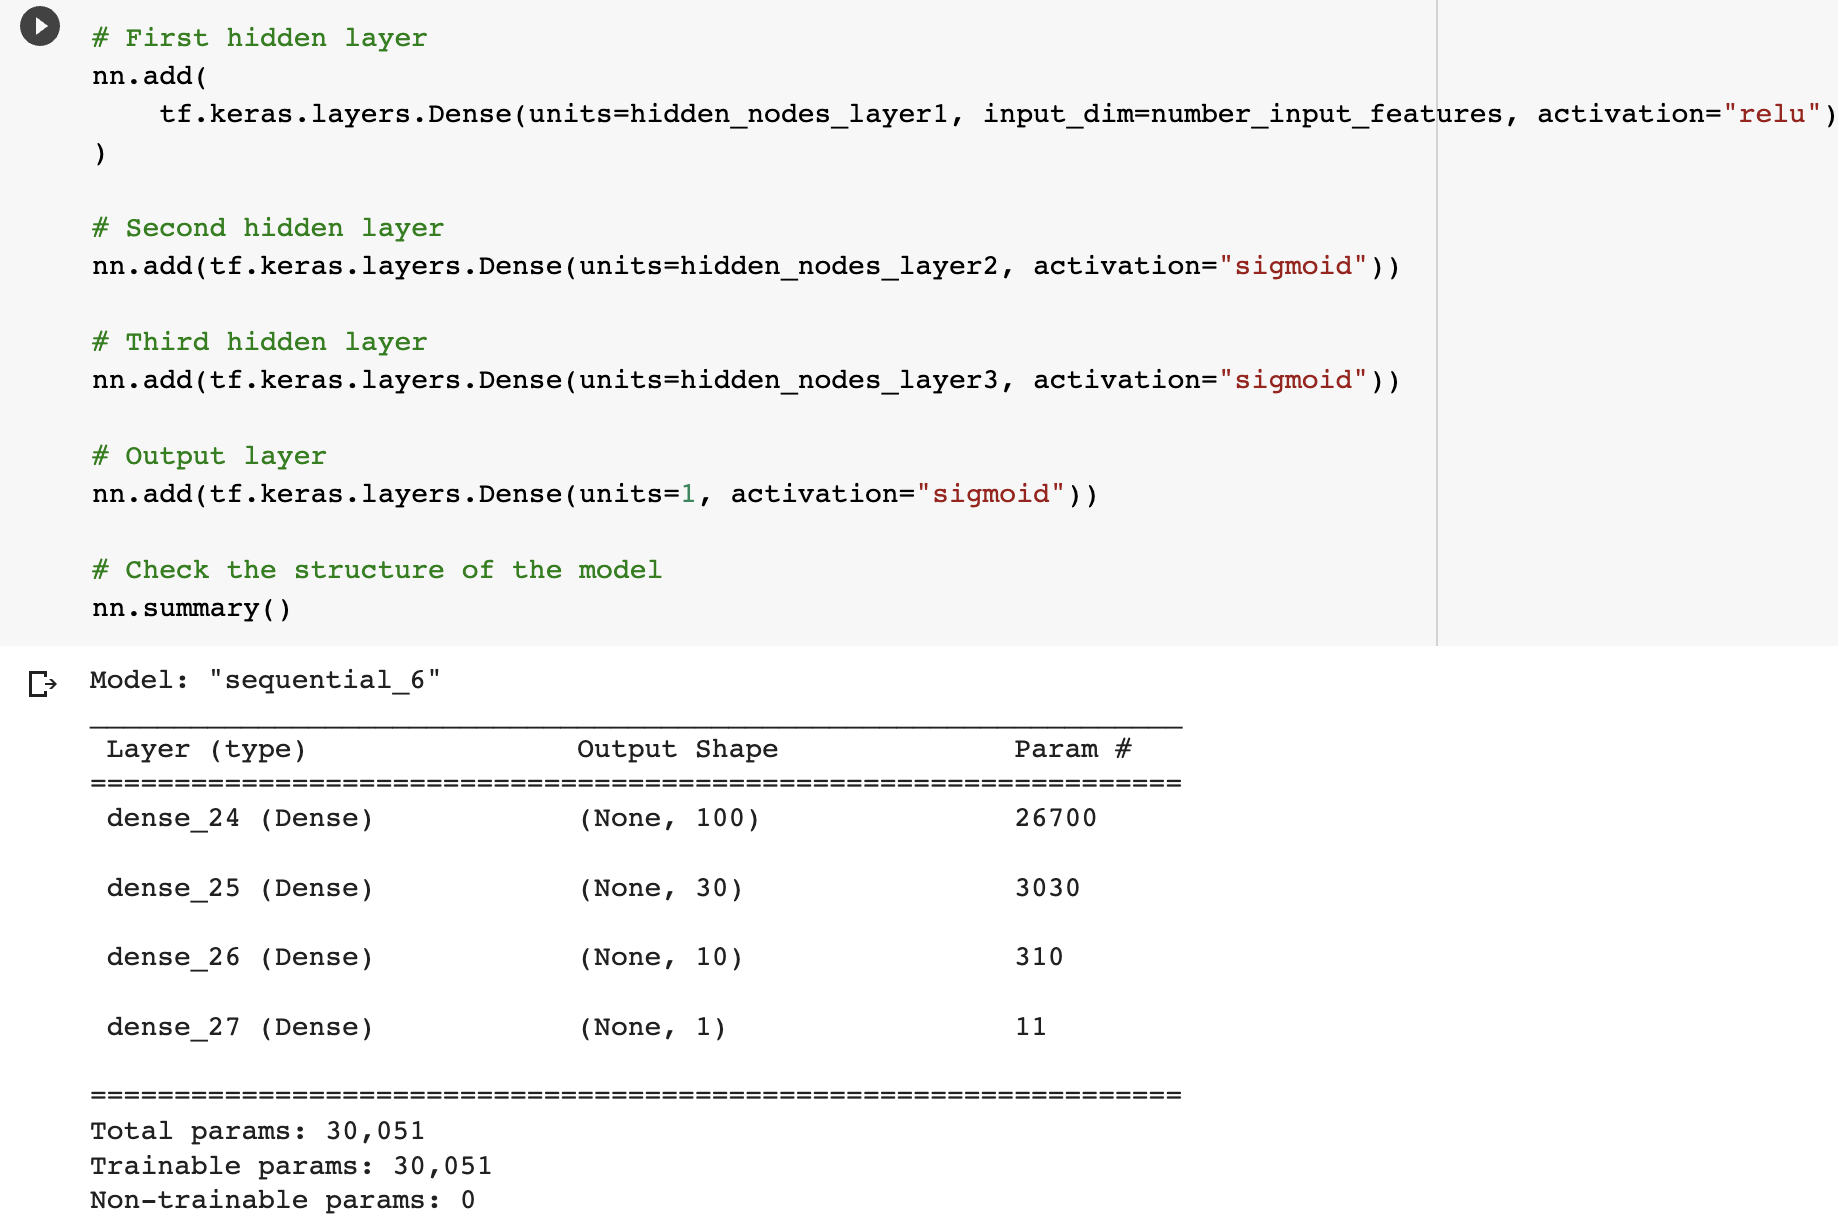 # First hidden layer
nn.add(
    tf.keras.layers.Dense(units=hidden_nodes_layer1, input_dim=number_input_features, activation="relu")
)
# Second hidden layer
nn.add(tf.keras.layers.Dense(units=hidden_nodes_layer2, activation="sigmoid"))
# Third hidden layer
nn.add(tf.keras.layers.Dense(units=hidden_nodes_layer3, activation="sigmoid"))
# Output layer
nn.add(tf.keras.layers.Dense(units=1, activation="sigmoid"))
# Check the structure of the model
nn.summary()
Model: "sequential_6"
_________________________________________________________________
Layer (type) Output Shape Param #
=================================================================
dense_24 (Dense) (None, 100) 26700
dense_25 (Dense) (None, 30) 3030
dense_26 (Dense) (None, 10) 310
dense_27 (Dense) (None, 1) 11
=================================================================
Total params: 30,051
Trainable params: 30,051
Non-trainable params: 0